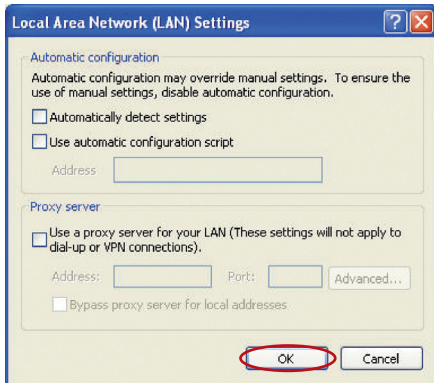 Local Area Network (LAN) Settings
Automatic configuration
Automatic configuration may override manual settings. To ensure the
use of manual settings, disable automatic configuration.
Automatically detect settings
Use automatic configuration script
Address
Proxy server
Use a proxy server for your LAN (These settings will not apply to
dial-up or VPN connections).
Address: Port: Advanced...
Bypass proxy server for local addresses
OK Cancel